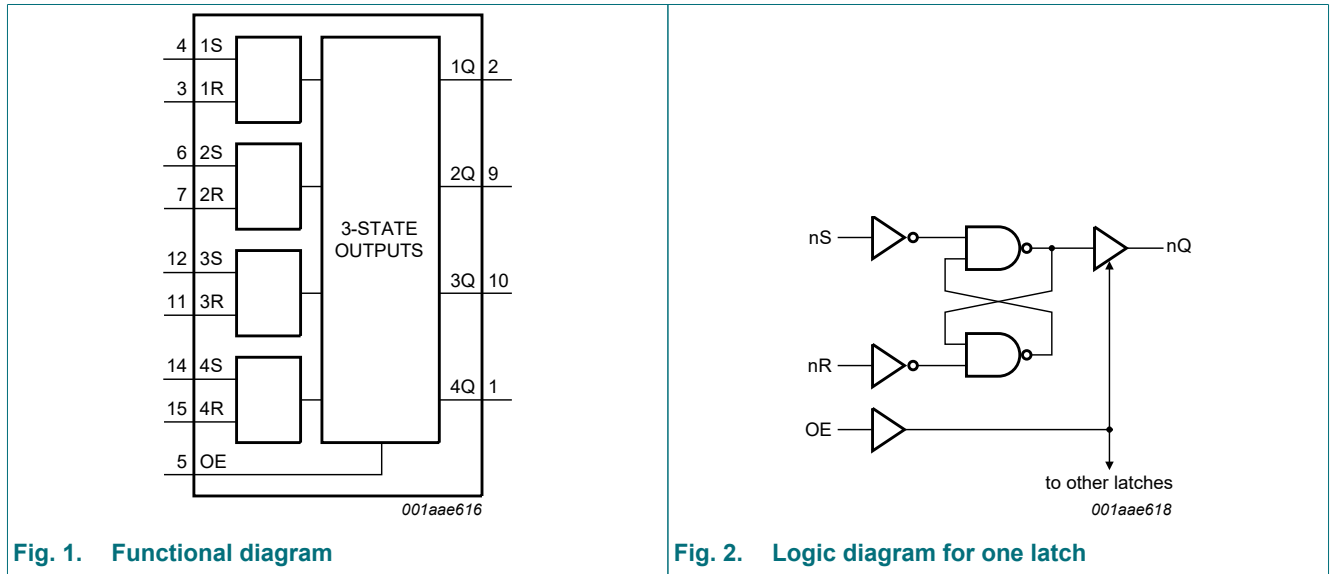 4 1S
3 1R
6 2S
7 2R
12 3S
11 3R
14 4S
15 4R
5 OE
3-STATE
OUTPUTS
1Q 2
2Q 9
3Q 10
4Q 1
001aae616
Fig. 1. Functional diagram
nS
nR
OE
nQ
to other latches
001aae618
Fig. 2. Logic diagram for one latch